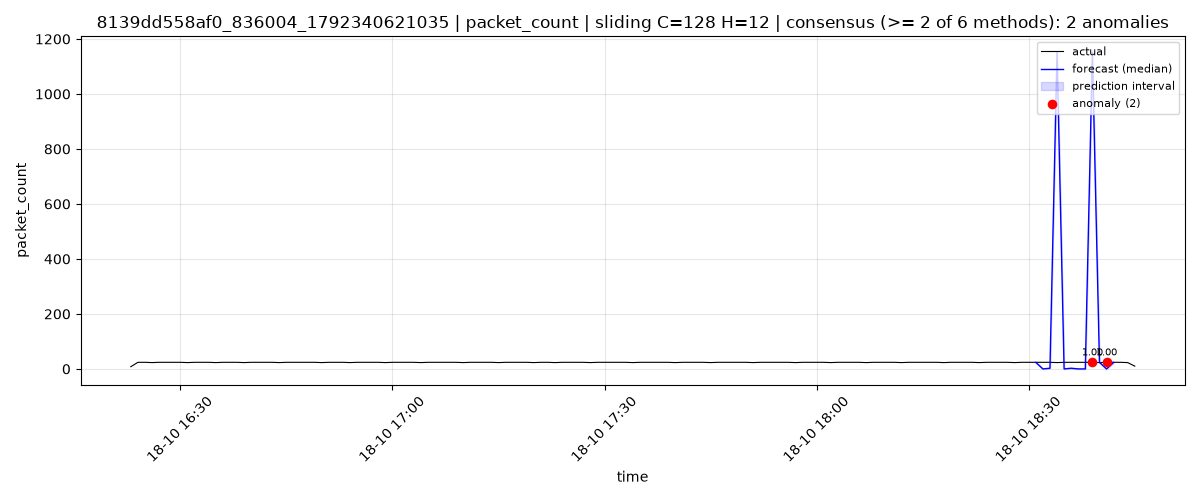 8139dd558af0_836004_1792340621035 | packet_count | sliding C=128 H=12 | consensus (>= 2 of 6 methods): 2 anomalies
1200
1000
800
600
400
200
0
packet_count
actual
forecast (median)
prediction interval
anomaly (2)
18-10 16:30
18-10 17:00
18-10 17:30
18-10 18:00
18-10 18:30
time